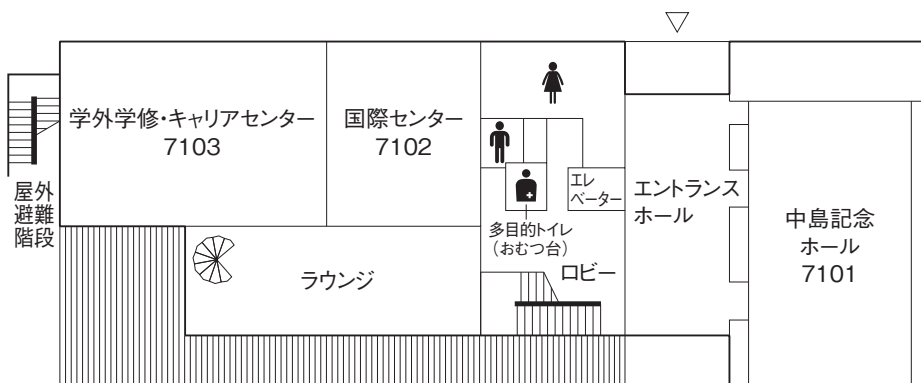 学外学修・キャリアセンター
7103
国際センター
7102
エレ
ベーター
エントランス
ホール
中島記念
ホール
7101
屋外
避難
階段
多目的トイレ
(おむつ台)
ロビー
ラウンジ